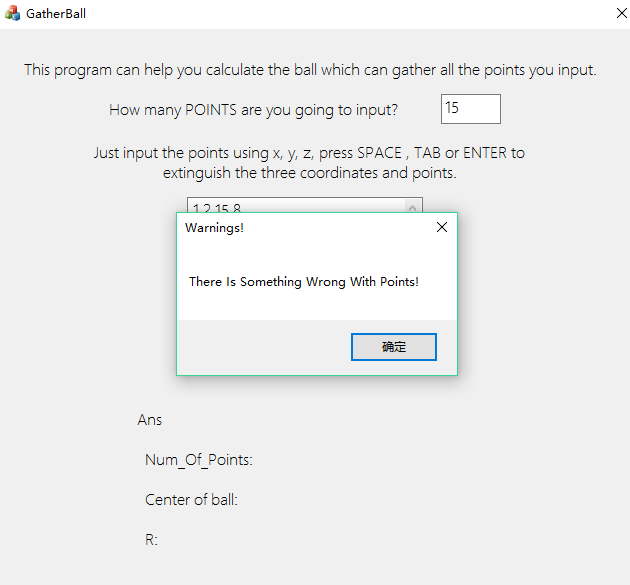 GatherBall
This program can help you calculate the ball which can gather all the points you input.
How many POINTS are you going to input?
15
Just input the points using x, y, z, press SPACE , TAB or ENTER to
extinguish the three coordinates and points.
1 2 15 8
Warnings!
There Is Something Wrong With Points!
确定
Ans
Num_Of_Points:
Center of ball:
R: